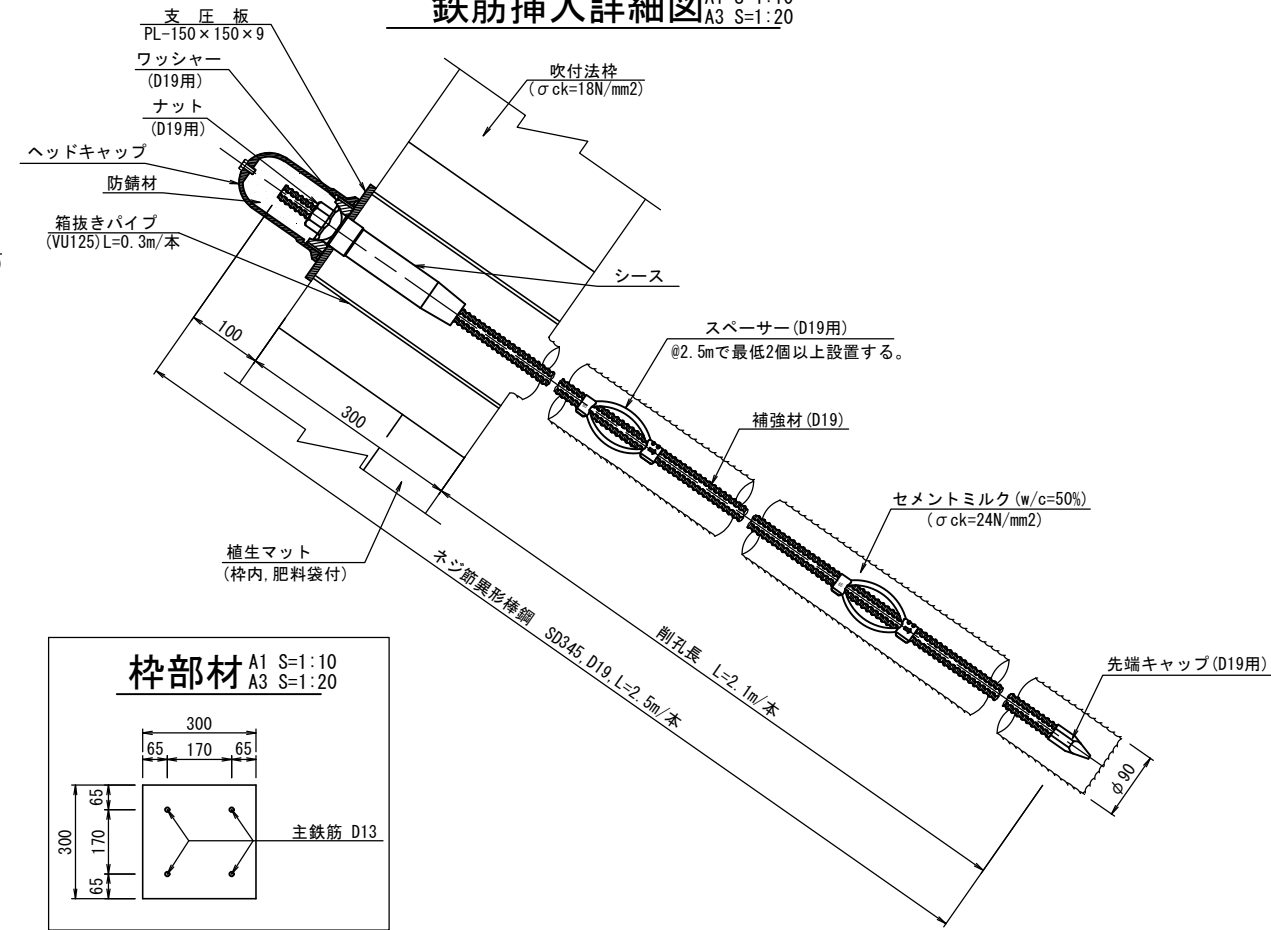 鉄筋挿入詳細図
A1 S=1:10
A3 S=1:20
支 圧 板
PL-150×150×9
ワッシャー
(D19用)
ナット
(D19用)
ヘッドキャップ
防錆材
箱抜きパイプ
(VU125)L=0.3m/本
吹付法枠
(σck=18N/mm2)
シース
スペーサー(D19用)
@2.5mで最低2個以上設置する。
補強材(D19)
セメントミルク(w/c=50%)
(σck=24N/mm2)
先端キャップ(D19用)
φ90
100
300
植生マット
(枠内,肥料袋付)
ネジ節異形棒鋼 SD345,D19,L=2.5m/本
削孔長 L=2.1m/本
枠部材
A1 S=1:10
A3 S=1:20
300
65 170 65
300
65
170
65
主鉄筋 D13